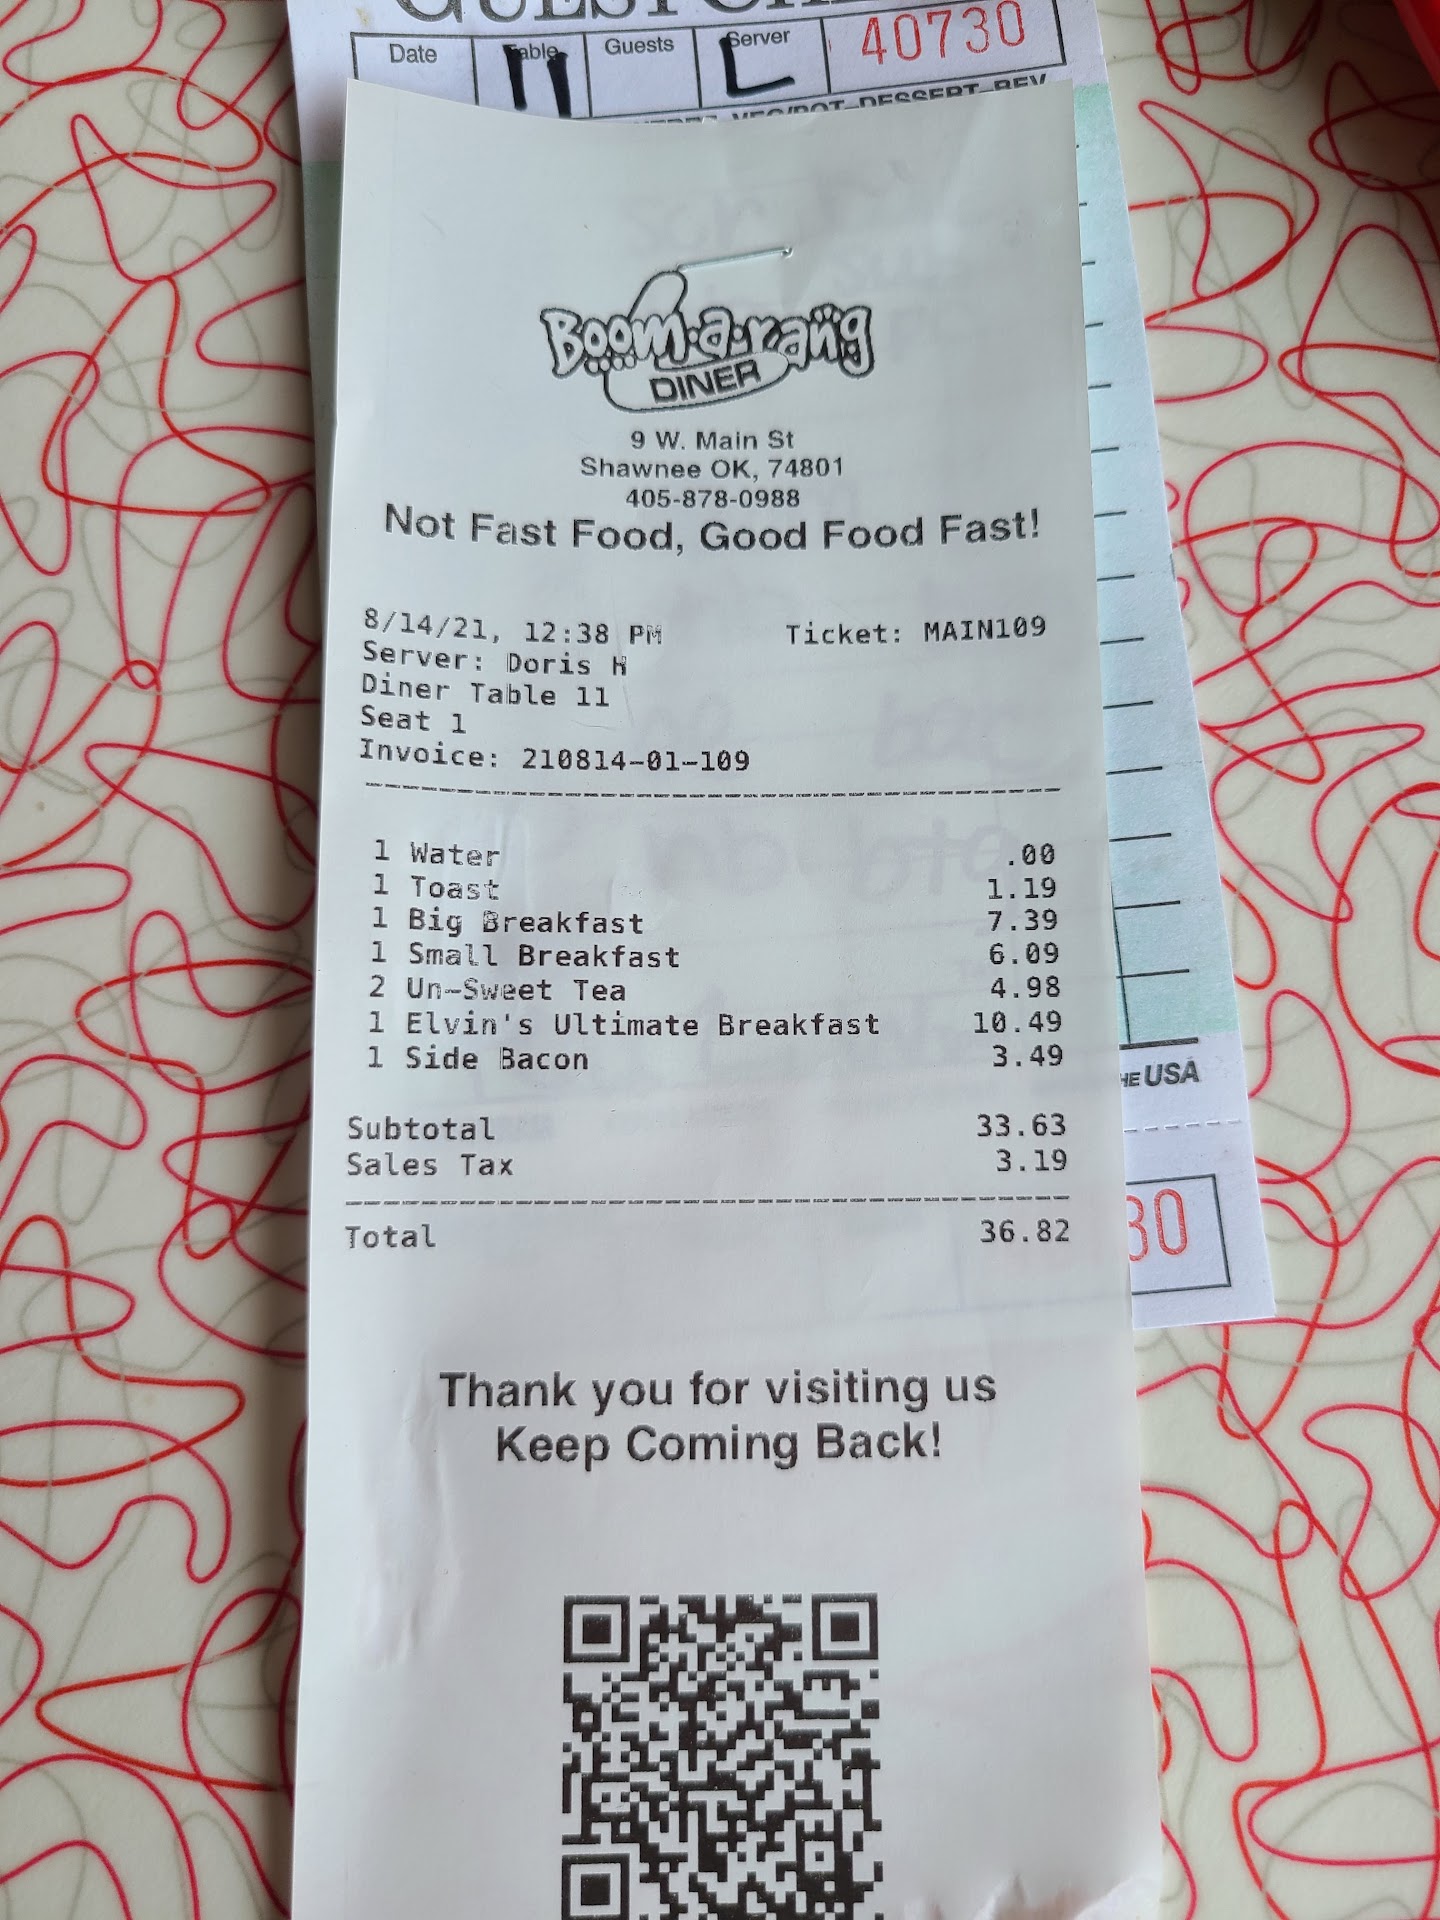 Date Table Guests Server 40730
11 L
DESSERT BEV
Boom·a·rang
DINER
9 W. Main St
Shawnee OK, 74801
405-878-0988
Not Fast Food, Good Food Fast!
8/14/21, 12:38 PM Ticket: MAIN109
Server: Doris H
Diner Table 11
Seat 1
Invoice: 210814-01-109
1 Water .00
1 Toast 1.19
1 Big Breakfast 7.39
1 Small Breakfast 6.09
2 Un-Sweet Tea 4.98
1 Elvin's Ultimate Breakfast 10.49
1 Side Bacon 3.49
USA
Subtotal 33.63
Sales Tax 3.19
Total 36.82
30
Thank you for visiting us
Keep Coming Back!